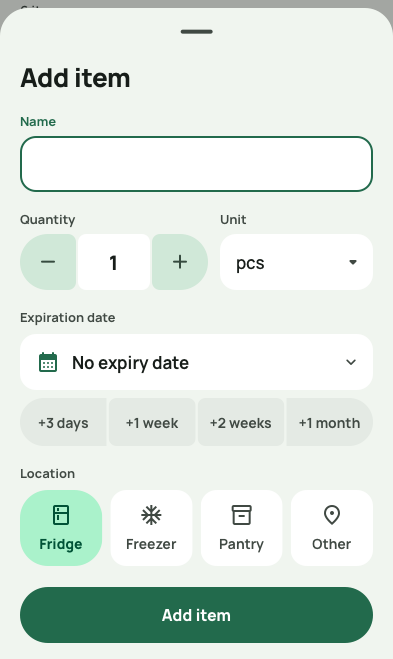 Add item
Name
Quantity Unit
1 pcs
Expiration date
No expiry date
+3 days +1 week +2 weeks +1 month
Location
Fridge Freezer Pantry Other
Add item